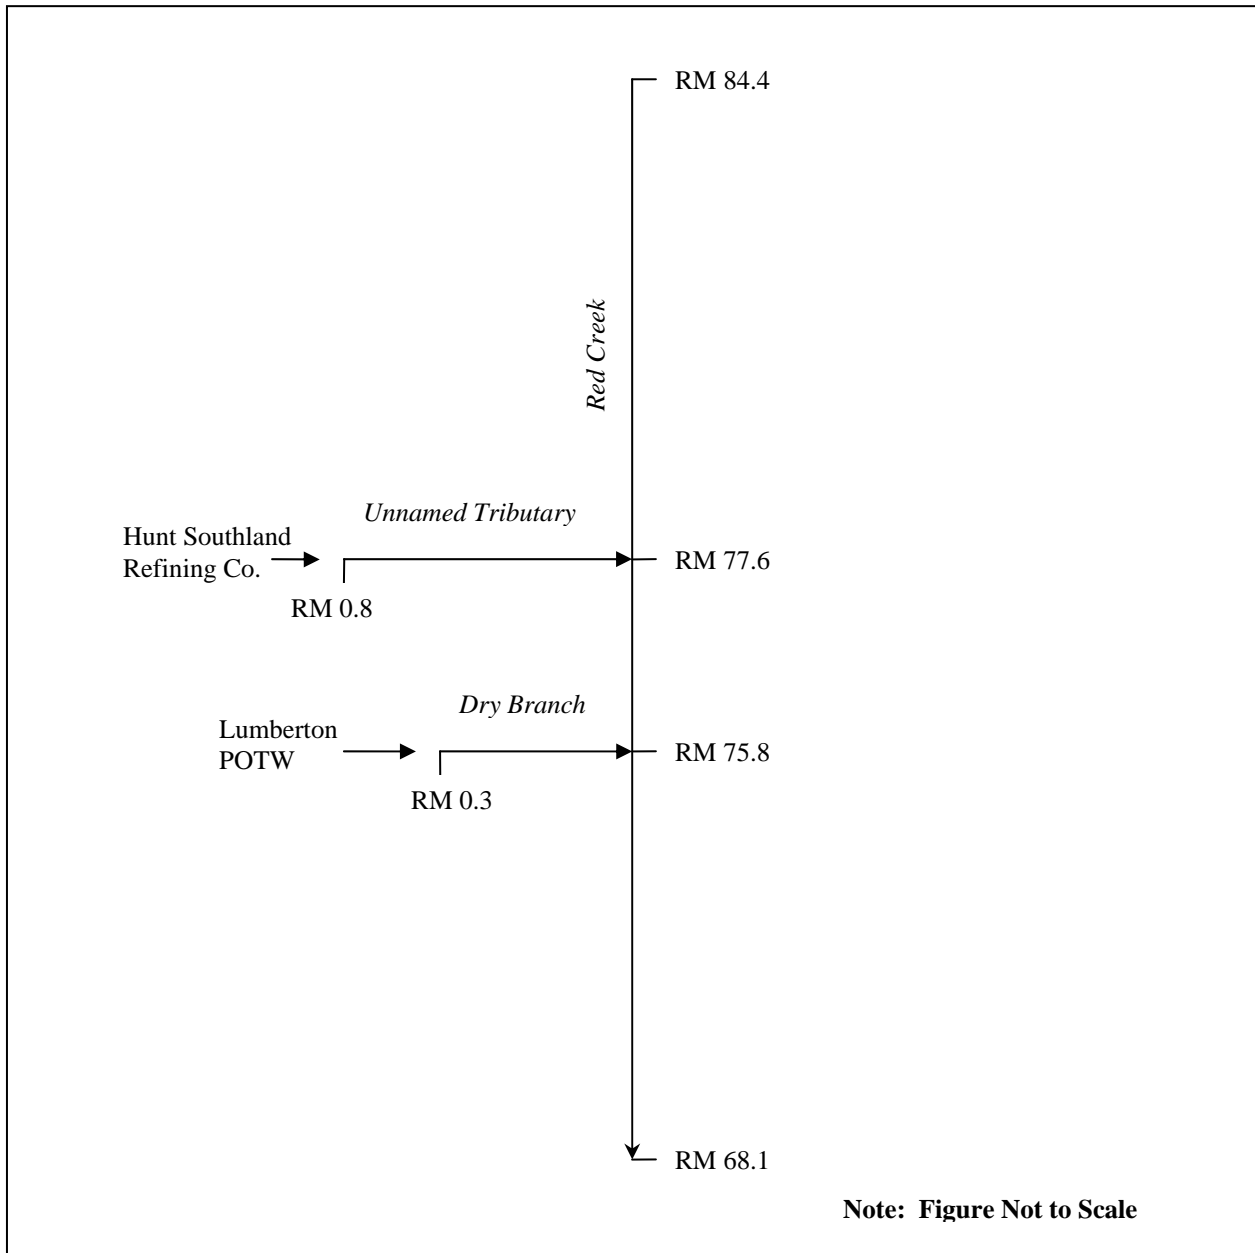 RM 84.4
Red Creek
Unnamed Tributary
Hunt Southland
Refining Co.
RM 77.6
RM 0.8
Dry Branch
Lumberton
POTW
RM 75.8
RM 0.3
RM 68.1
Note: Figure Not to Scale